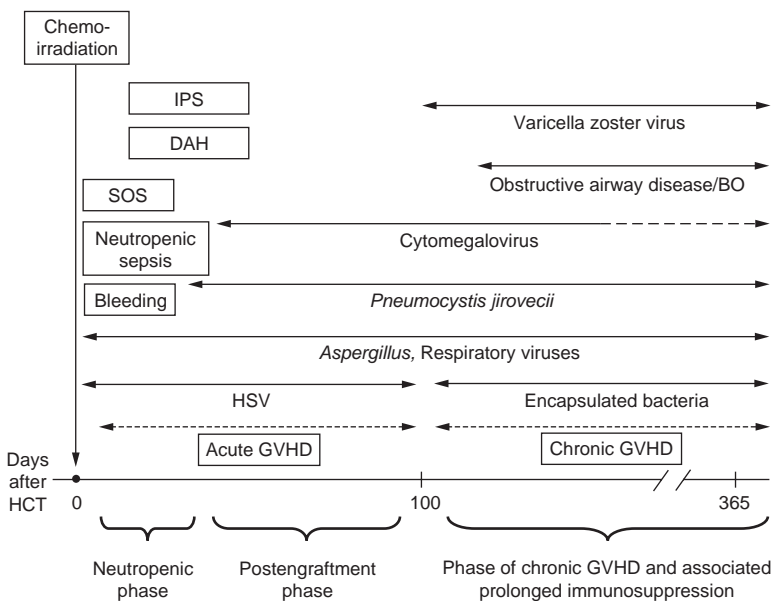 Chemo-
irradiation
IPS
DAH
SOS
Neutropenic
sepsis
Bleeding
Varicella zoster virus
Obstructive airway disease/BO
Cytomegalovirus
Pneumocystis jirovecii
Aspergillus, Respiratory viruses
HSV
Encapsulated bacteria
Acute GVHD
Chronic GVHD
Days
after
HCT
0
100
365
Neutropenic
phase
Postengraftment
phase
Phase of chronic GVHD and associated
prolonged immunosuppression